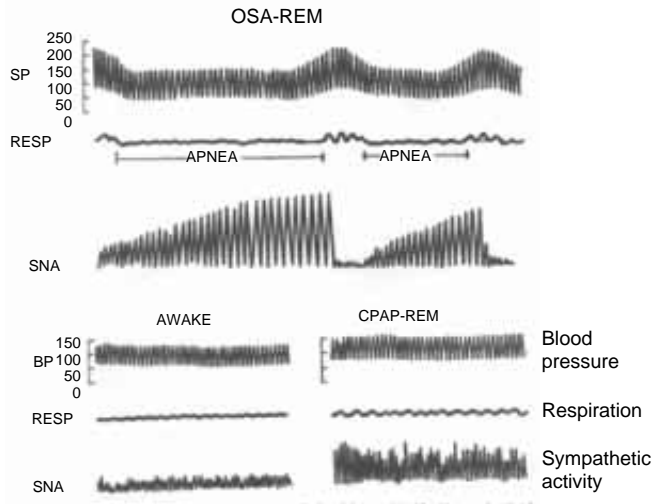 OSA-REM
250
200
SP 150
100
50
0
RESP
APNEA APNEA
SNA
AWAKE CPAP-REM
150
BP 100
50
0
Blood
pressure
RESP Respiration
SNA Sympathetic
activity